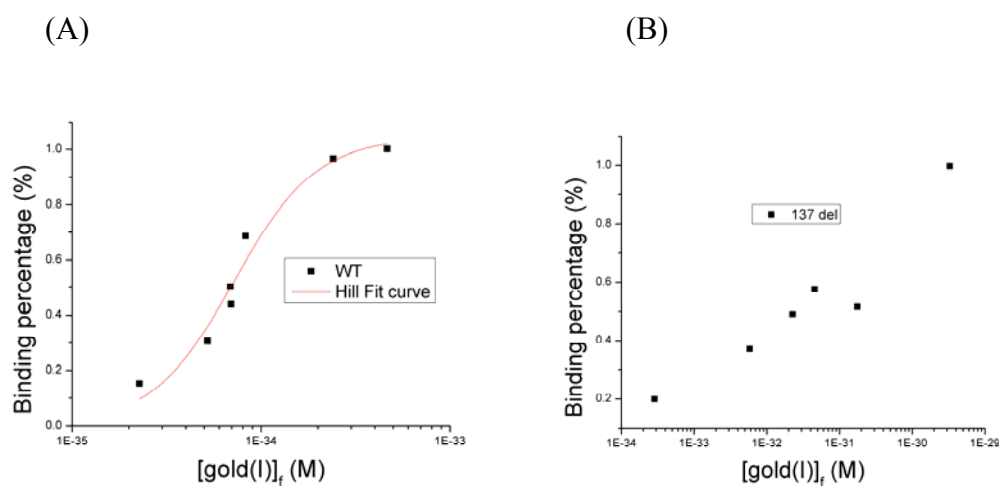 (A)
(B)
Binding percentage (%)
1.0
0.8
0.6
0.4
0.2
0.0
WT
Hill Fit curve
1E-35
1E-34
1E-33
[gold(I)]f (M)
Binding percentage (%)
1.0
0.8
0.6
0.4
0.2
137 del
1E-34
1E-33
1E-32
1E-31
1E-30
1E-29
[gold(I)]f (M)